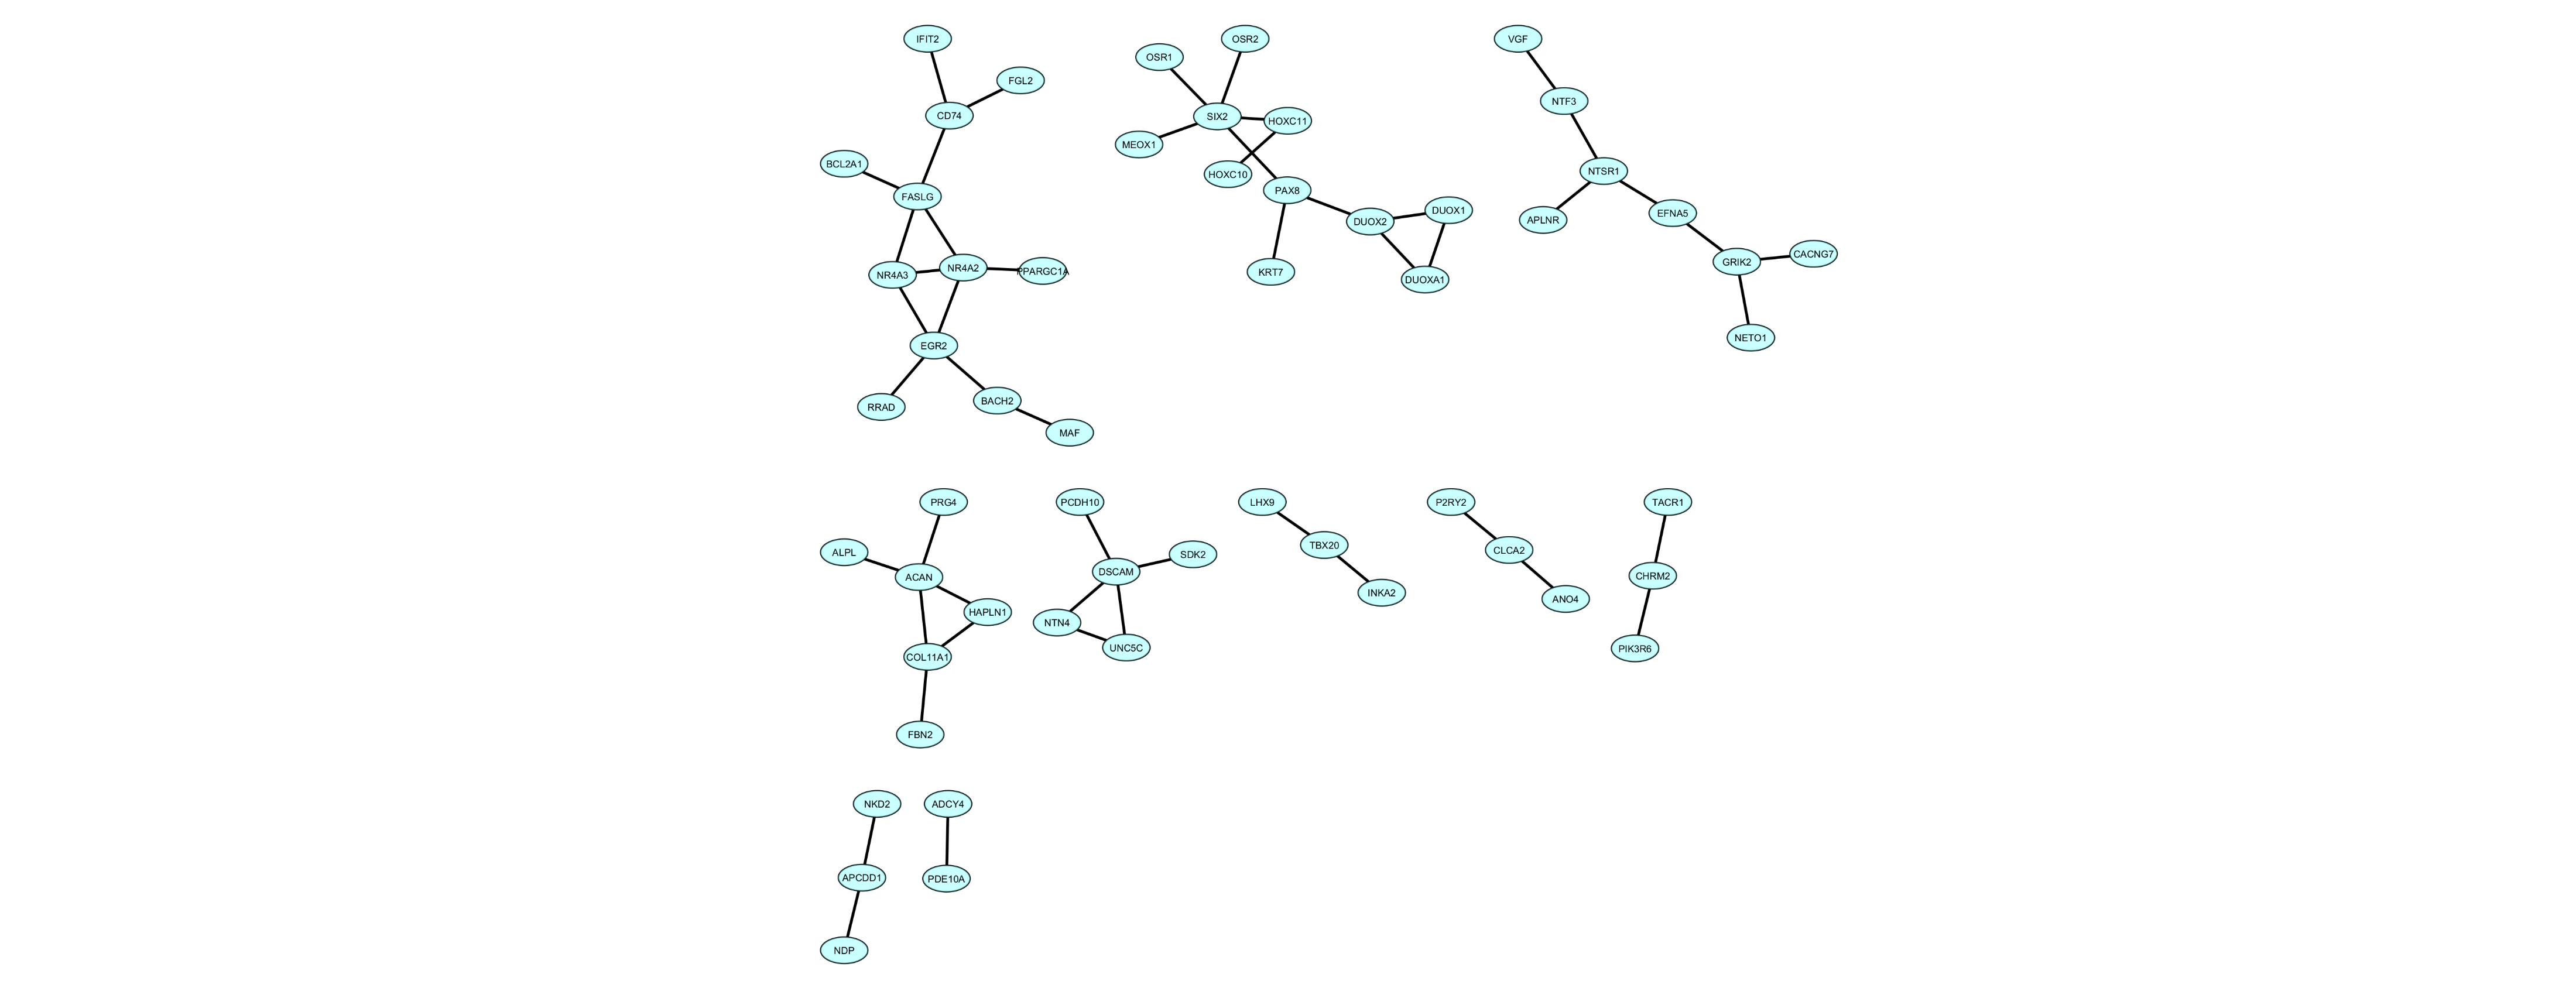 IFIT2
FGL2
CD74
BCL2A1
FASLG
NR4A3
NR4A2
PPARGC1A
EGR2
RRAD
BACH2
MAF
OSR1
OSR2
SIX2
HOXC11
MEOX1
HOXC10
PAX8
DUOX2
DUOX1
KRT7
DUOXA1
VGF
NTF3
NTSR1
APLNR
EFNA5
GRIK2
CACNG7
NETO1
PRG4
ALPL
ACAN
HAPLN1
COL11A1
FBN2
PCDH10
SDK2
DSCAM
NTN4
UNC5C
LHX9
TBX20
INKA2
P2RY2
CLCA2
ANO4
TACR1
CHRM2
PIK3R6
NKD2
APCDD1
NDP
ADCY4
PDE10A